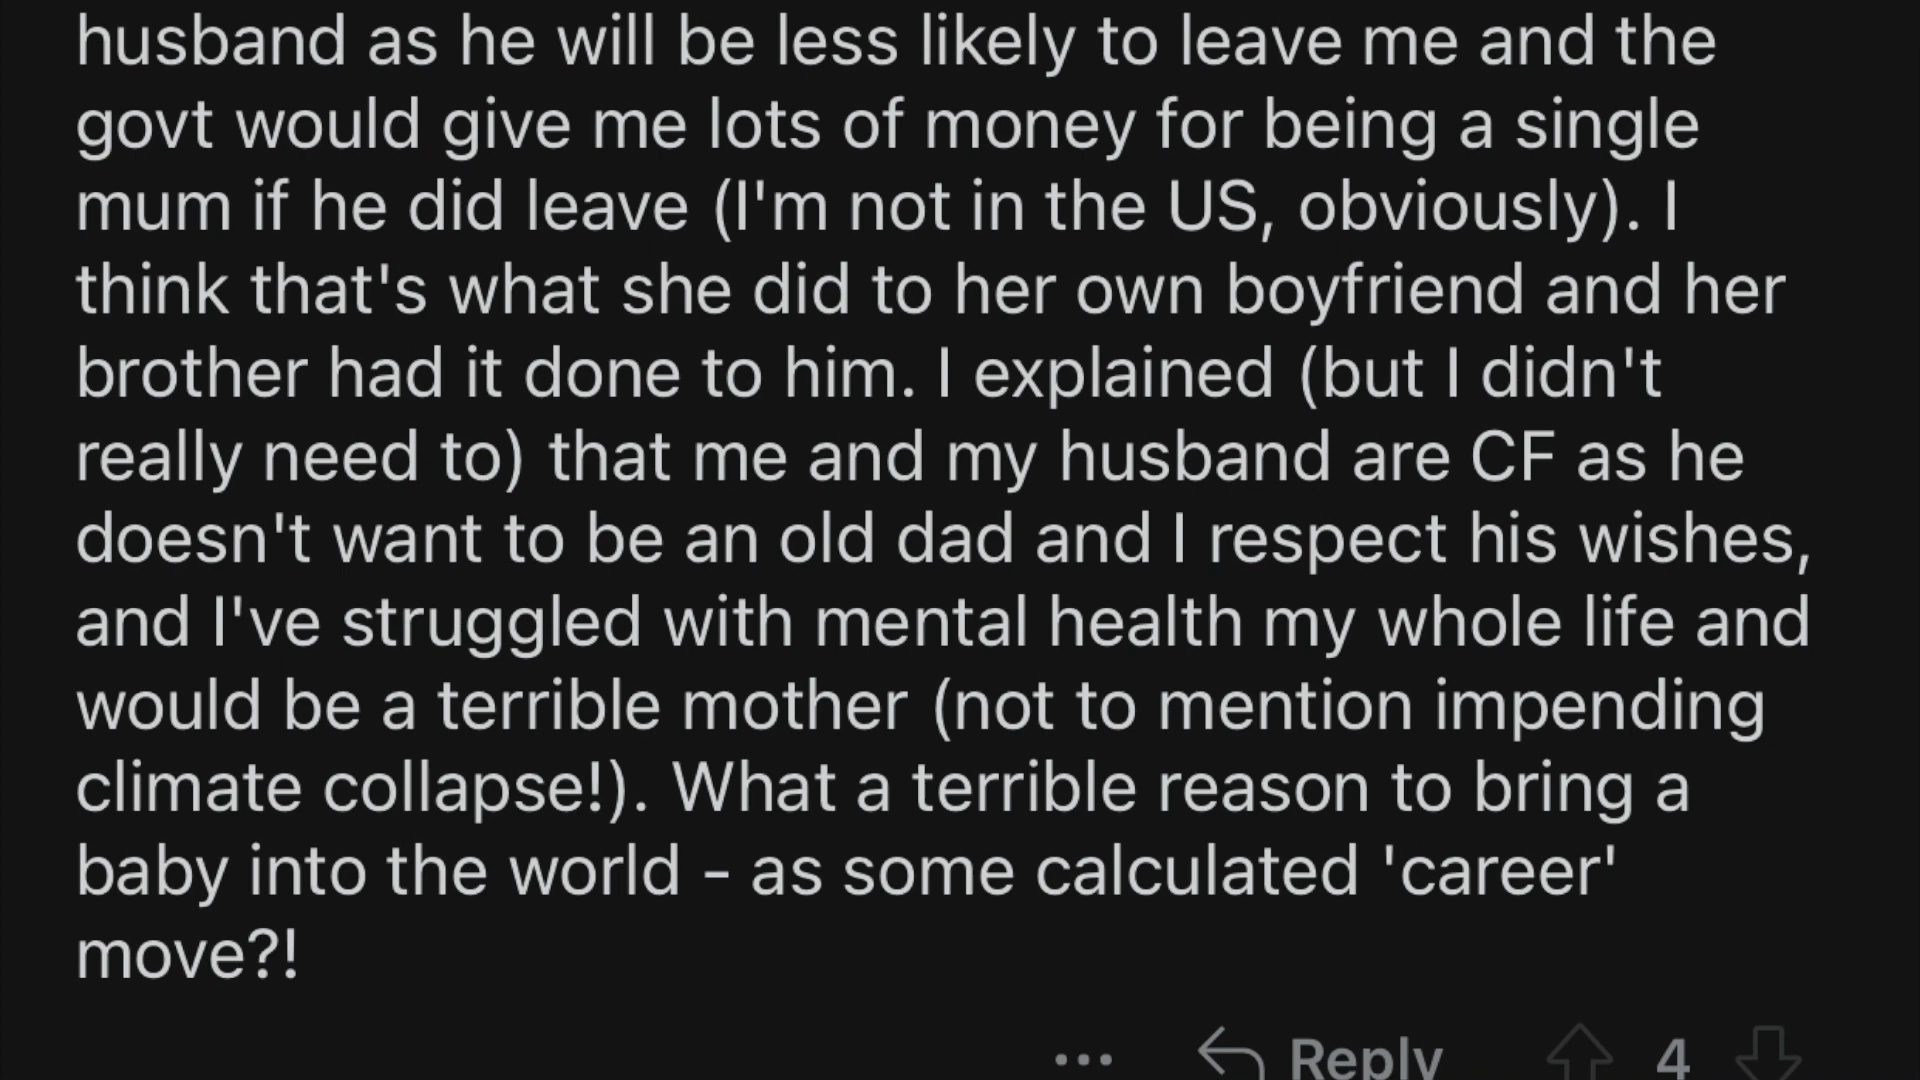 husband as he will be less likely to leave me and the
govt would give me lots of money for being a single
mum if he did leave (I'm not in the US, obviously). I
think that's what she did to her own boyfriend and her
brother had it done to him. I explained (but I didn't
really need to) that me and my husband are CF as he
doesn't want to be an old dad and I respect his wishes,
and I've struggled with mental health my whole life and
would be a terrible mother (not to mention impending
climate collapse!). What a terrible reason to bring a
baby into the world - as some calculated 'career'
move?!
... Reply 4